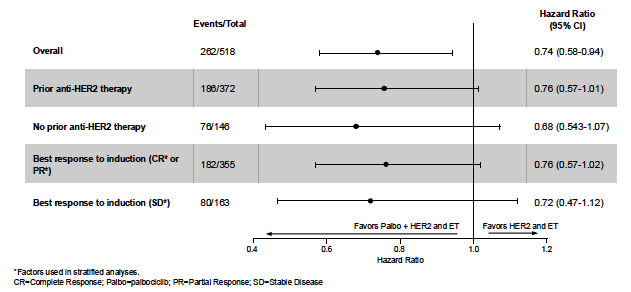 Events/Total Hazard Ratio (95% CI)
Overall 262/518 0.74 (0.58-0.94)
Prior anti-HER2 therapy 186/372 0.76 (0.57-1.01)
No prior anti-HER2 therapy 76/146 0.68 (0.543-1.07)
Best response to induction (CR* or PR*) 182/355 0.76 (0.57-1.02)
Best response to induction (SD*) 80/163 0.72 (0.47-1.12)
Favors Palbo + HER2 and ET Favors HER2 and ET
0.4 0.6 0.8 1.0 1.2
Hazard Ratio
*Factors used in stratified analyses.
CR=Complete Response; Palbo=palbociclib; PR=Partial Response; SD=Stable Disease